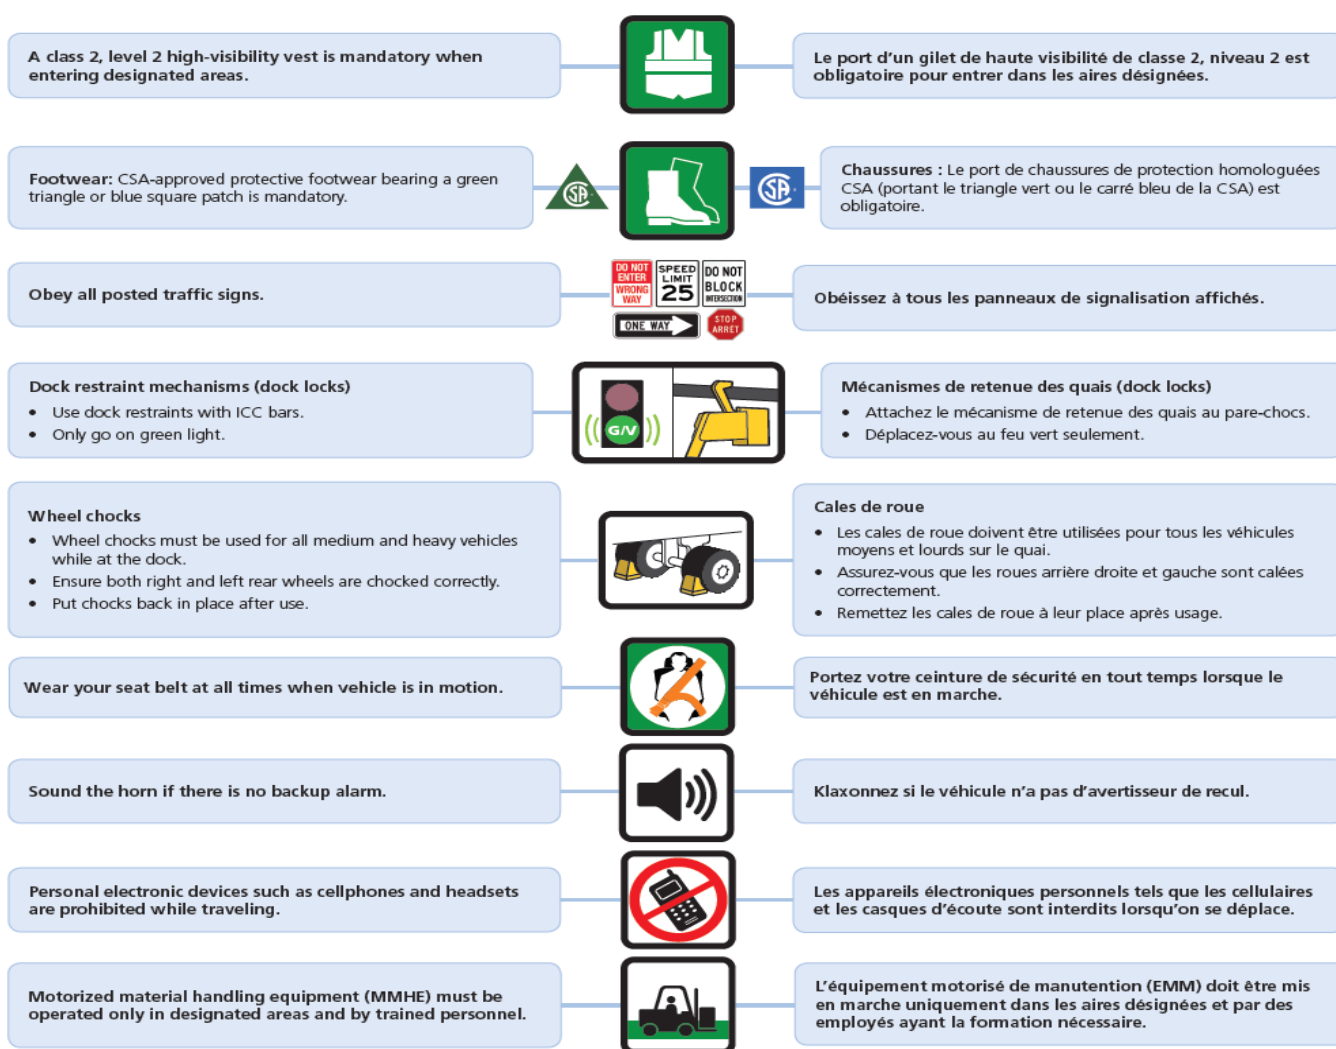 A class 2, level 2 high-visibility vest is mandatory when
entering designated areas.
Le port d'un gilet de haute visibilité de classe 2, niveau 2 est
obligatoire pour entrer dans les aires désignées.
Footwear: CSA-approved protective footwear bearing a green
triangle or blue square patch is mandatory.
CSA
CSA
Chaussures : Le port de chaussures de protection homologuées
CSA (portant le triangle vert ou le carré bleu de la CSA) est
obligatoire.
Obey all posted traffic signs.
DO NOT
ENTER
WRONG
WAY
SPEED
LIMIT
25
DO NOT
BLOCK
INTERSECTION
ONE WAY
STOP
ARRÊT
Obéissez à tous les panneaux de signalisation affichés.
Dock restraint mechanisms (dock locks)
• Use dock restraints with ICC bars.
• Only go on green light.
G/V
Mécanismes de retenue des quais (dock locks)
• Attachez le mécanisme de retenue des quais au pare-chocs.
• Déplacez-vous au feu vert seulement.
Wheel chocks
• Wheel chocks must be used for all medium and heavy vehicles
while at the dock.
• Ensure both right and left rear wheels are chocked correctly.
• Put chocks back in place after use.
Cales de roue
• Les cales de roue doivent être utilisées pour tous les véhicules
moyens et lourds sur le quai.
• Assurez-vous que les roues arrière droite et gauche sont calées
correctement.
• Remettez les cales de roue à leur place après usage.
Wear your seat belt at all times when vehicle is in motion.
Portez votre ceinture de sécurité en tout temps lorsque le
véhicule est en marche.
Sound the horn if there is no backup alarm.
Klaxonnez si le véhicule n'a pas d'avertisseur de recul.
Personal electronic devices such as cellphones and headsets
are prohibited while traveling.
Les appareils électroniques personnels tels que les cellulaires
et les casques d'écoute sont interdits lorsqu'on se déplace.
Motorized material handling equipment (MMHE) must be
operated only in designated areas and by trained personnel.
L'équipement motorisé de manutention (EMM) doit être mis
en marche uniquement dans les aires désignées et par des
employés ayant la formation nécessaire.